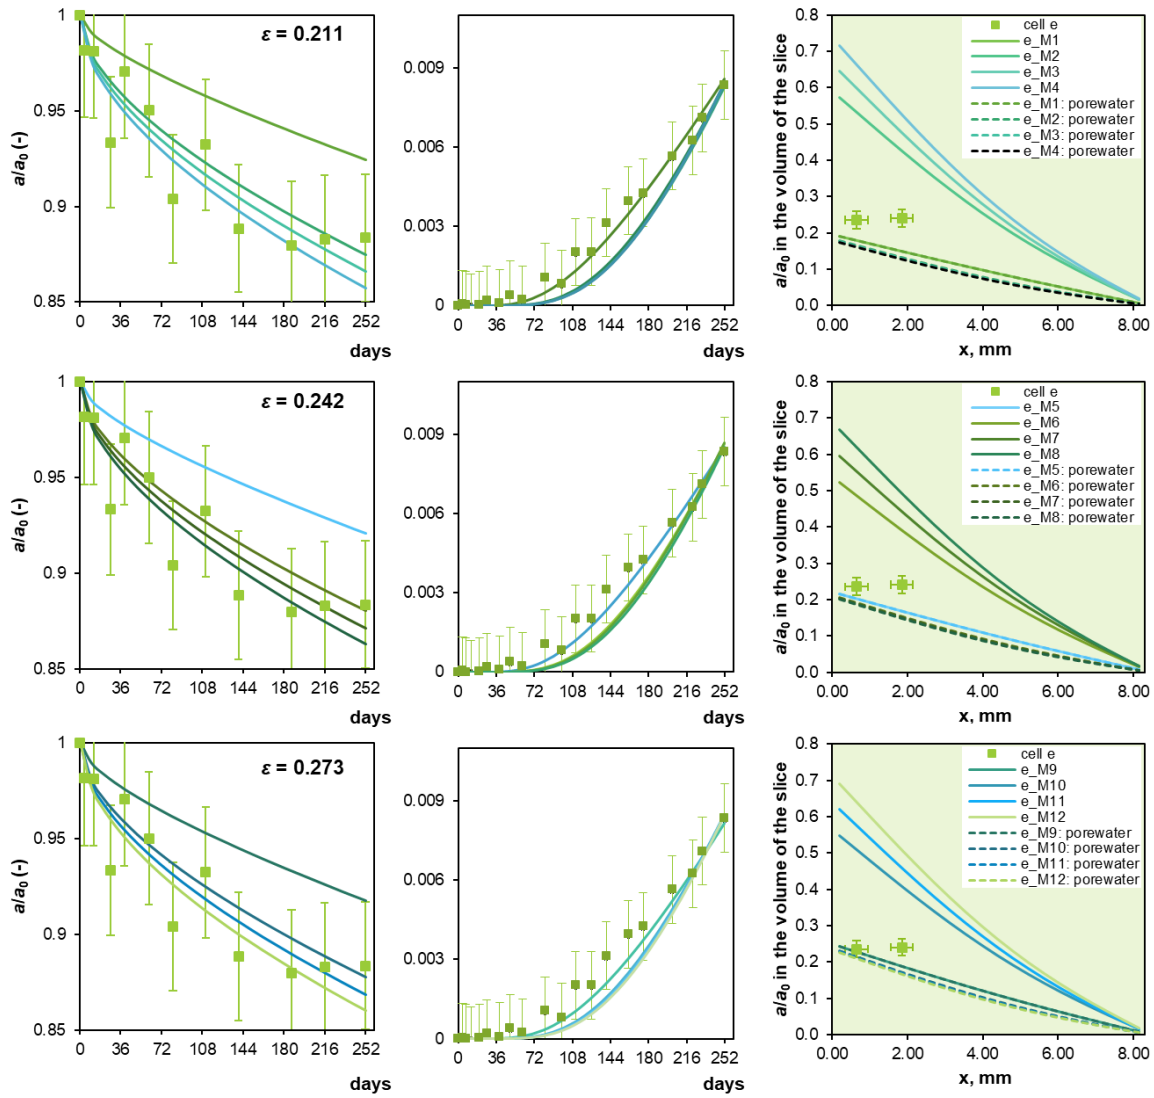 ε = 0.211
a/a0 (-)
1
0.95
0.9
0.85
0 36 72 108 144 180 216 252
days
0.009
0.006
0.003
0
0 36 72 108 144 180 216 252
days
a/a0 in the volume of the slice
0.8
0.7
0.6
0.5
0.4
0.3
0.2
0.1
0.0
0.00 2.00 4.00 6.00 8.00
x, mm
cell e
e_M1
e_M2
e_M3
e_M4
e_M1: porewater
e_M2: porewater
e_M3: porewater
e_M4: porewater
ε = 0.242
a/a0 (-)
1
0.95
0.9
0.85
0 36 72 108 144 180 216 252
days
0.009
0.006
0.003
0
0 36 72 108 144 180 216 252
days
a/a0 in the volume of the slice
0.8
0.7
0.6
0.5
0.4
0.3
0.2
0.1
0.0
0.00 2.00 4.00 6.00 8.00
x, mm
cell e
e_M5
e_M6
e_M7
e_M8
e_M5: porewater
e_M6: porewater
e_M7: porewater
e_M8: porewater
ε = 0.273
a/a0 (-)
1
0.95
0.9
0.85
0 36 72 108 144 180 216 252
days
0.009
0.006
0.003
0
0 36 72 108 144 180 216 252
days
a/a0 in the volume of the slice
0.8
0.7
0.6
0.5
0.4
0.3
0.2
0.1
0.0
0.00 2.00 4.00 6.00 8.00
x, mm
cell e
e_M9
e_M10
e_M11
e_M12
e_M9: porewater
e_M10: porewater
e_M11: porewater
e_M12: porewater